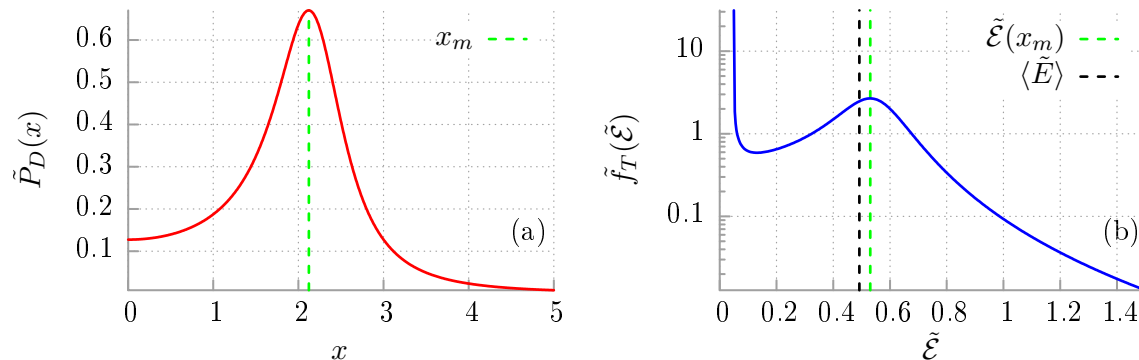 0.6
0.5
0.4
0.3
0.2
0.1
P̃_D(x)
x_m
(a)
0 1 2 3 4 5
x
10
1
0.1
f̃_T(ℰ̃)
ℰ̃(x_m)
⟨Ẽ⟩
(b)
0 0.2 0.4 0.6 0.8 1 1.2 1.4
ℰ̃